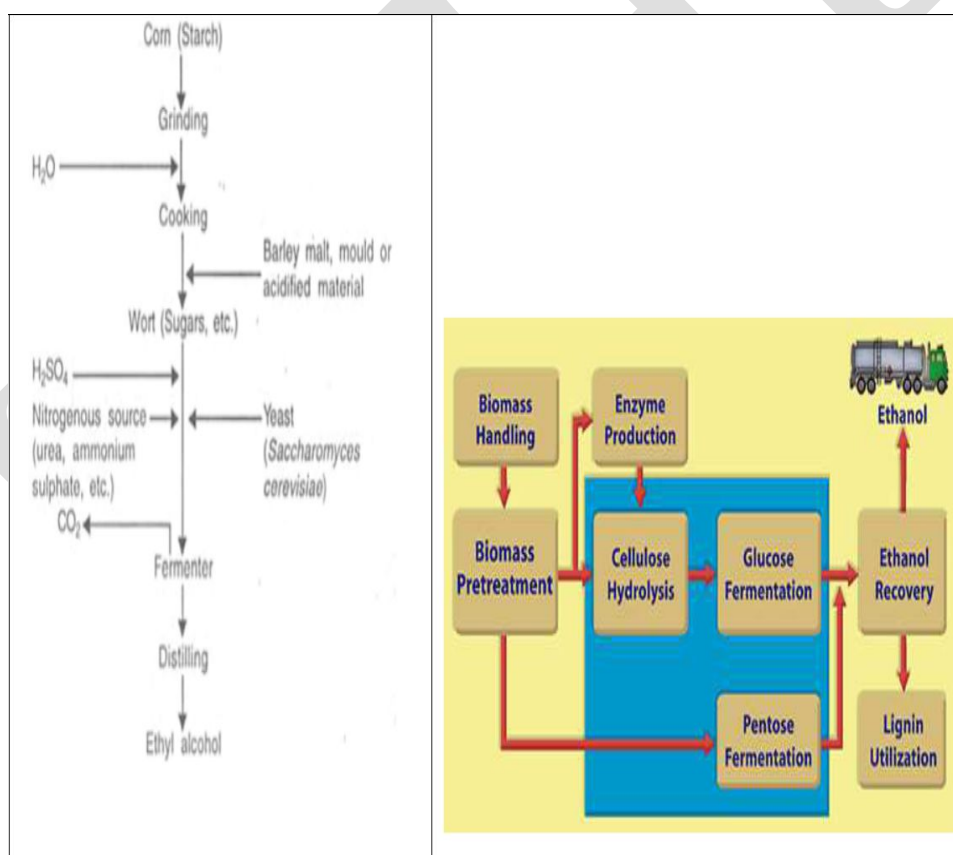 Corn (Starch)
Grinding
H₂O
Cooking
Barley malt, mould or
acidified material
Wort (Sugars, etc.)
H₂SO₄
Nitrogenous source
(urea, ammonium
sulphate, etc.)
Yeast
(Saccharomyces
cerevisiae)
CO₂
Fermenter
Distilling
Ethyl alcohol
Biomass
Handling
Enzyme
Production
Ethanol
Biomass
Pretreatment
Cellulose
Hydrolysis
Glucose
Fermentation
Ethanol
Recovery
Pentose
Fermentation
Lignin
Utilization